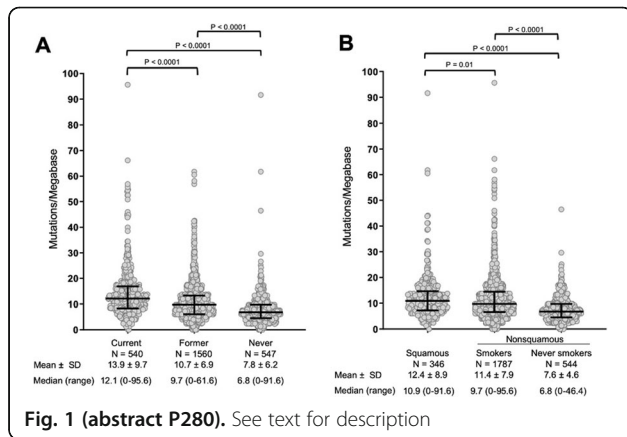 A
P < 0.0001
P < 0.0001
P < 0.0001
Mutations/Megabase
100
90
80
70
60
50
40
30
20
10
0
Current Former Never
N = 540 N = 1560 N = 547
Mean ± SD 13.9 ± 9.7 10.7 ± 6.9 7.8 ± 6.2
Median (range) 12.1 (0-95.6) 9.7 (0-61.6) 6.8 (0-91.6)
B
P < 0.0001
P < 0.0001
P = 0.01
Mutations/Megabase
100
90
80
70
60
50
40
30
20
10
0
Nonsquamous
Squamous Smokers Never smokers
N = 346 N = 1787 N = 544
Mean ± SD 12.4 ± 8.9 11.4 ± 7.9 7.6 ± 4.6
Median (range) 10.9 (0-91.6) 9.7 (0-95.6) 6.8 (0-46.4)
Fig. 1 (abstract P280). See text for description